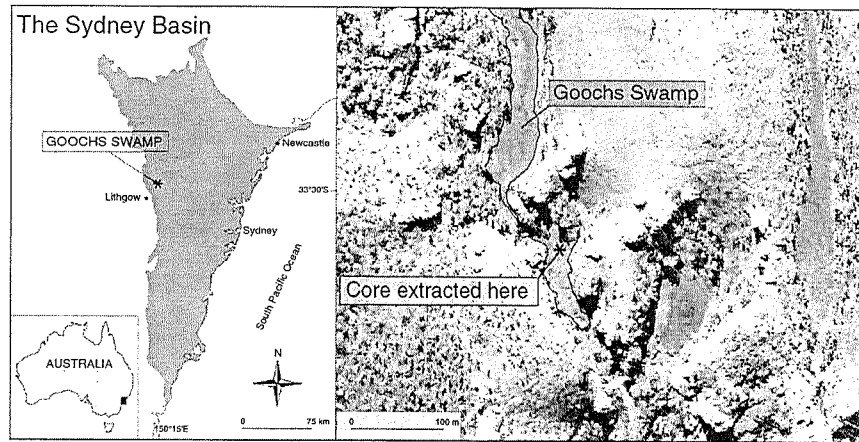 The Sydney Basin
GOOCHS SWAMP
Newcastle
Lithgow
33°30'S
Sydney
South Pacific Ocean
AUSTRALIA
N
0 75 km
150°15'E
Goochs Swamp
Core extracted here
0 100 m